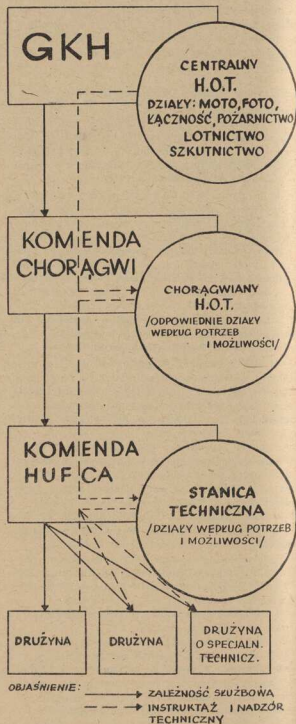 GKH
CENTRALNY
H.O.T.
DZIAŁY: MOTO, FOTO,
ŁĄCZNOŚĆ, POŻARNICTWO
LOTNICTWO
SZKUTNICTWO
KOMENDA
CHORĄGWI
CHORĄGWIANY
H.O.T.
/ODPOWIEDNIE DZIAŁY
WEDŁUG POTRZEB
I MOŻLIWOŚCI/
KOMENDA
HUFCA
STANICA
TECHNICZNA
/DZIAŁY WEDŁUG POTRZEB
I MOŻLIWOŚCI/
DRUŻYNA
DRUŻYNA
DRUŻYNA
O SPECJALN.
TECHNICZ.
OBJAŚNIENIE:
ZALEŻNOŚĆ SŁUŻBOWA
INSTRUKTAŻ I NADZÓR
TECHNICZNY